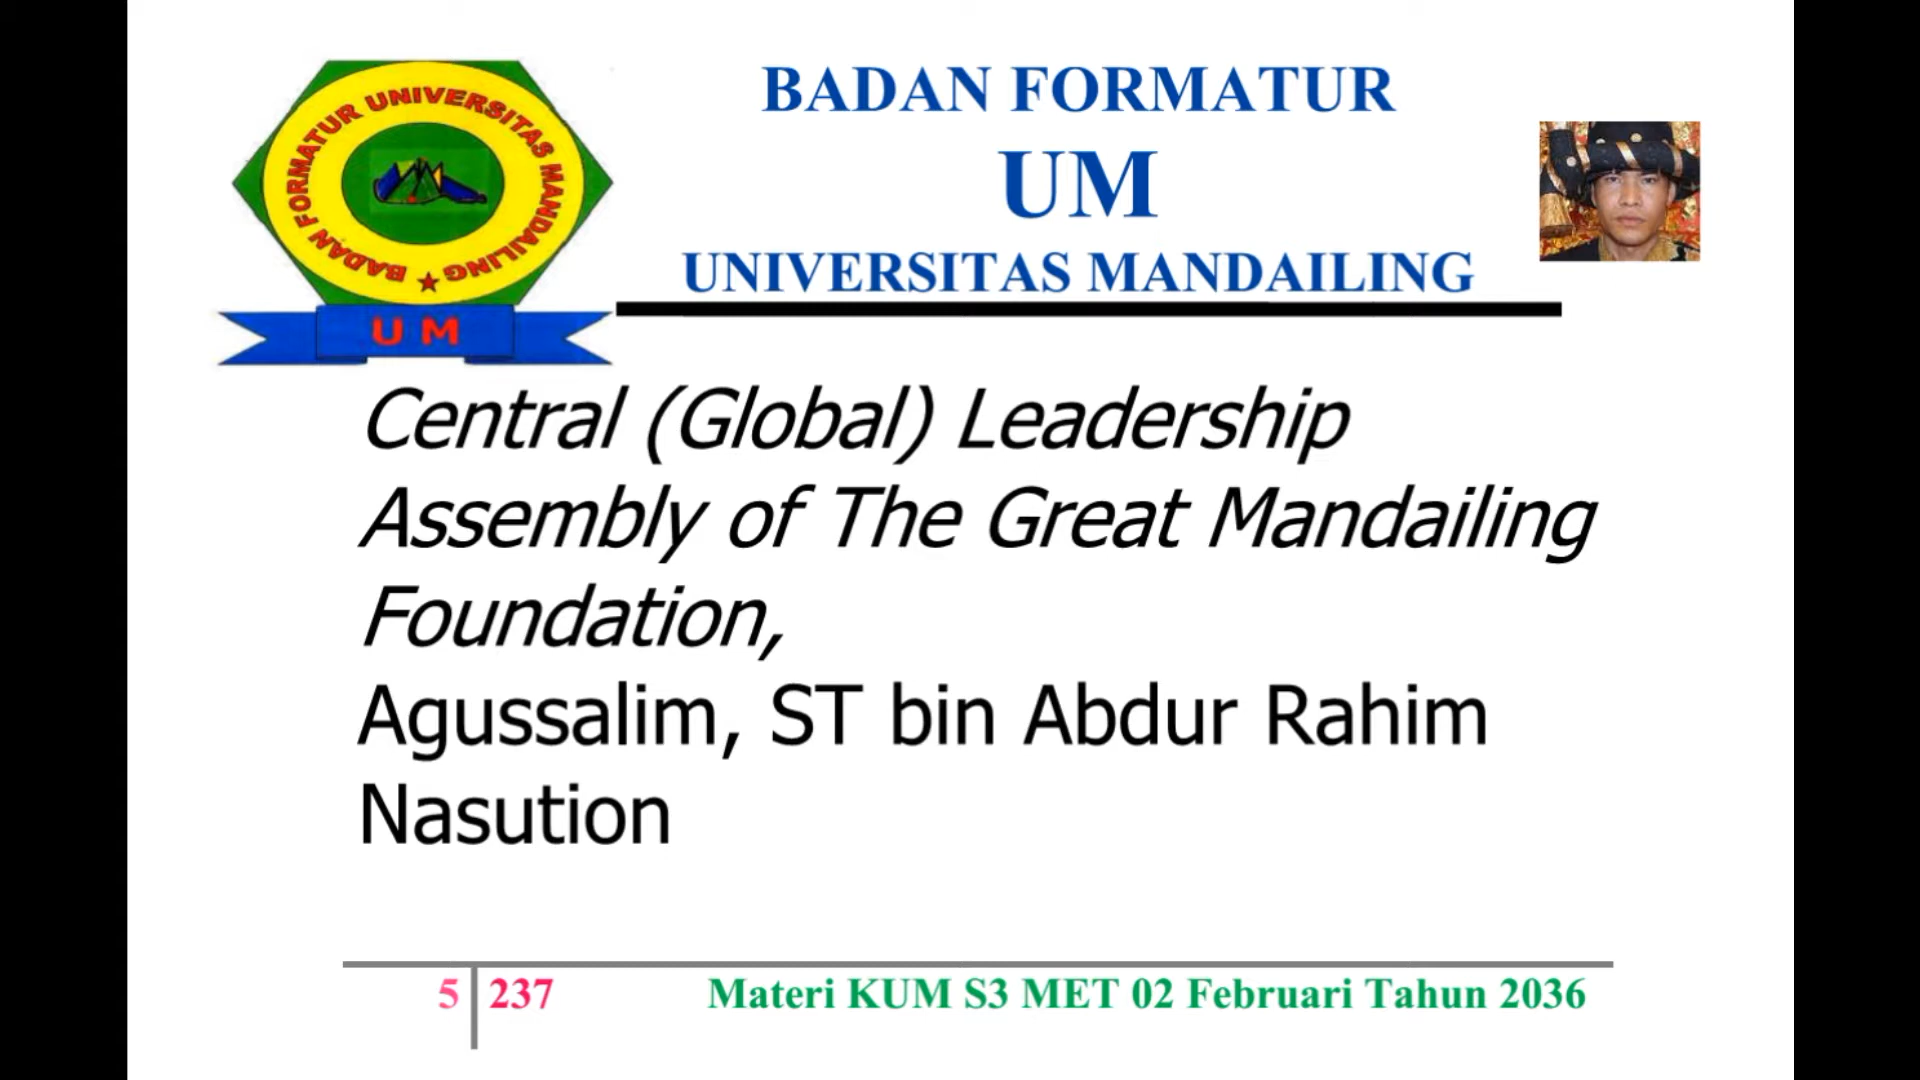 BADAN FORMATUR UNIVERSITAS MANDAILING
U M
BADAN FORMATUR
UM
UNIVERSITAS MANDAILING
Central (Global) Leadership
Assembly of The Great Mandailing
Foundation,
Agussalim, ST bin Abdur Rahim
Nasution
5 237 Materi KUM S3 MET 02 Februari Tahun 2036